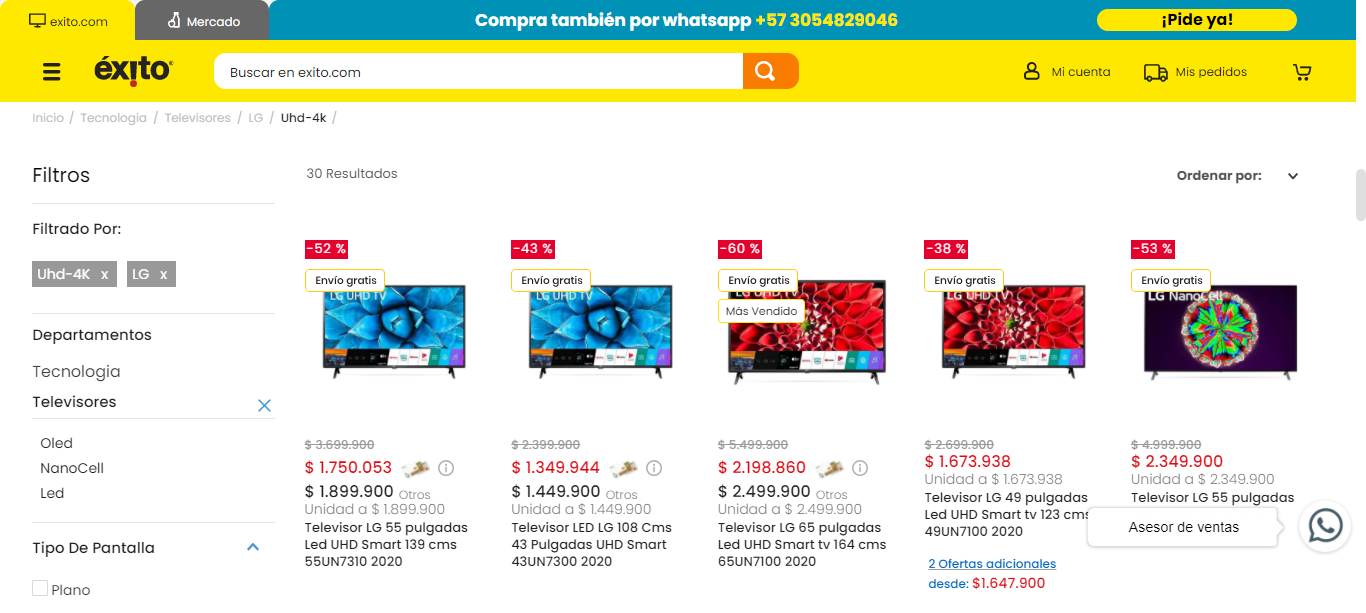 exito.com
Mercado
Compra también por whatsapp +57 3054829046
¡Pide ya!
éxito
Buscar en exito.com
Mi cuenta
Mis pedidos
Inicio / Tecnologia / Televisores / LG / Uhd-4k /
Filtros
30 Resultados
Ordenar por:
Filtrado Por:
Uhd-4K x
LG x
Departamentos
Tecnologia
Televisores
Oled
NanoCell
Led
Tipo De Pantalla
Plano
-52 %
Envío gratis
LG UHD TV
$ 3.699.900
$ 1.750.053
$ 1.899.900 Otros
Unidad a $ 1.899.900
Televisor LG 55 pulgadas
Led UHD Smart 139 cms
55UN7310 2020
-43 %
Envío gratis
LG UHD TV
$ 2.399.900
$ 1.349.944
$ 1.449.900 Otros
Unidad a $ 1.449.900
Televisor LED LG 108 Cms
43 Pulgadas UHD Smart
43UN7300 2020
-60 %
Envío gratis
LG UHD TV
Más Vendido
$ 5.499.900
$ 2.198.860
$ 2.499.900 Otros
Unidad a $ 2.499.900
Televisor LG 65 pulgadas
Led UHD Smart tv 164 cms
65UN7100 2020
-38 %
Envío gratis
LG UHD TV
$ 2.699.900
$ 1.673.938
Unidad a $ 1.673.938
Televisor LG 49 pulgadas
Led UHD Smart tv 123 cms
49UN7100 2020
2 Ofertas adicionales
desde: $1.647.900
-53 %
Envío gratis
LG NanoCell
$ 4.999.900
$ 2.349.900
Unidad a $ 2.349.900
Televisor LG 55 pulgadas
Asesor de ventas